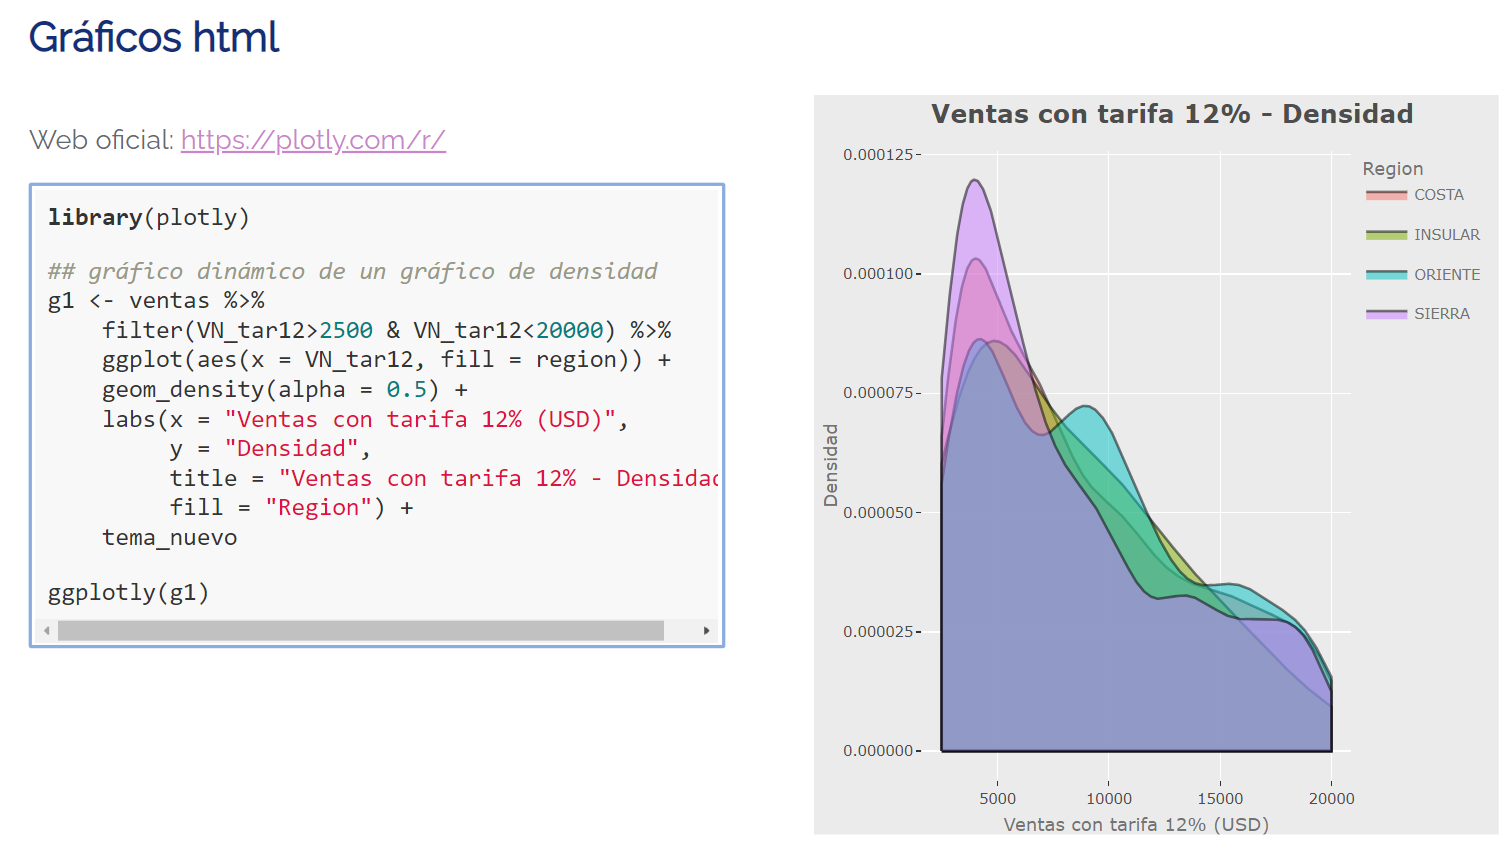 Gráficos html
Web oficial: https://plotly.com/r/
library(plotly)
## gráfico dinámico de un gráfico de densidad
g1 <- ventas %>%
    filter(VN_tar12>2500 & VN_tar12<20000) %>%
    ggplot(aes(x = VN_tar12, fill = region)) +
    geom_density(alpha = 0.5) +
    labs(x = "Ventas con tarifa 12% (USD)",
         y = "Densidad",
         title = "Ventas con tarifa 12% - Densidad
         fill = "Region") +
    tema_nuevo
ggplotly(g1)
Ventas con tarifa 12% - Densidad
0.000125
0.000100
0.000075
0.000050
0.000025
0.000000
Densidad
5000 10000 15000 20000
Ventas con tarifa 12% (USD)
Region
COSTA
INSULAR
ORIENTE
SIERRA